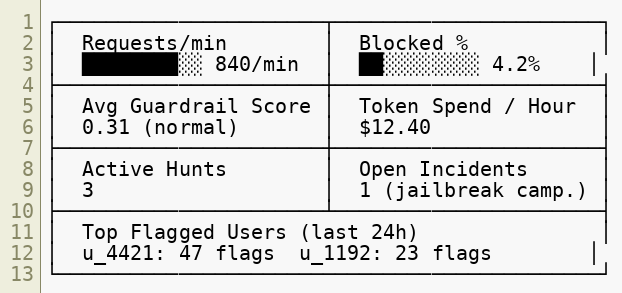 1
2 Requests/min Blocked %
3 ████████░░ 840/min ██░░░░░░░░ 4.2%
4
5 Avg Guardrail Score Token Spend / Hour
6 0.31 (normal) $12.40
7
8 Active Hunts Open Incidents
9 3 1 (jailbreak camp.)
10
11 Top Flagged Users (last 24h)
12 u_4421: 47 flags u_1192: 23 flags
13